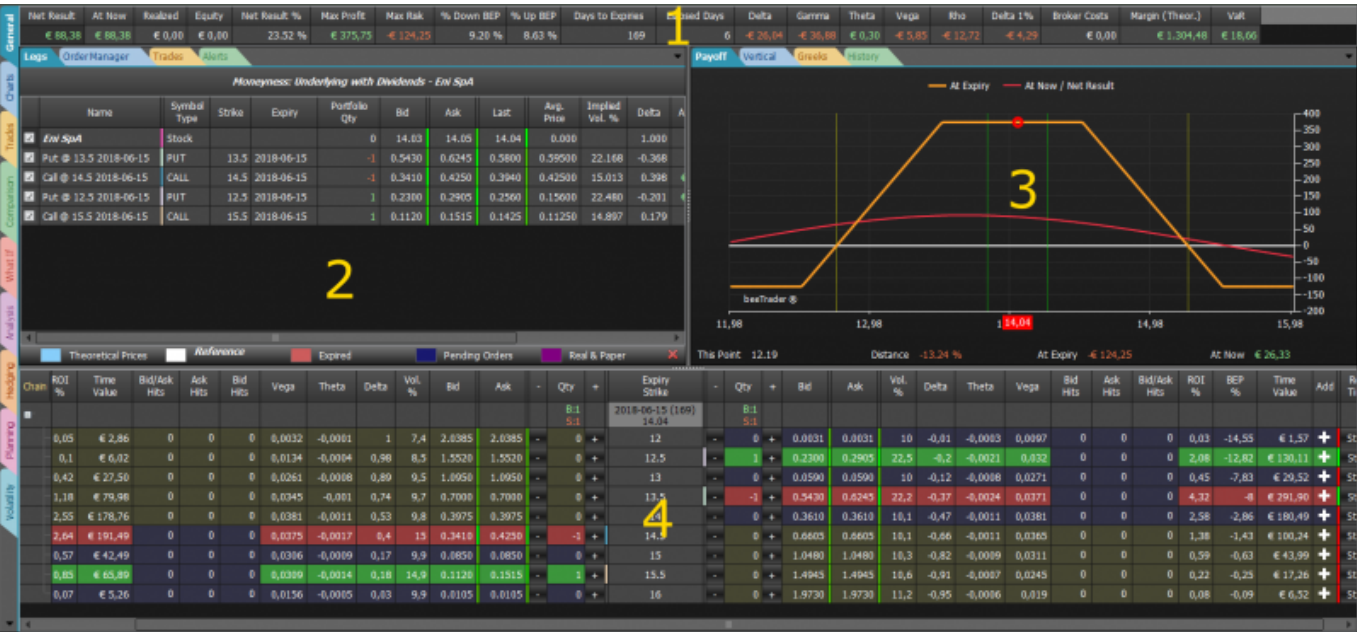 General
Net Result At Now Realized Equity Net Result % Max Profit Max Risk % Down BEP % Up BEP Days to Expiries Elapsed Days Delta Gamma Theta Vega Rho Delta 1% Broker Costs Margin (Theor.) VaR
€ 88,38 € 88,38 € 0,00 € 0,00 23.52 % € 375,75 -€ 124,25 9.20 % 8.63 % 169 6 -€ 26,04 -€ 36,88 € 0,30 -€ 5,85 -€ 12,72 -€ 4,29 € 0,00 € 1.304,48 € 18,66
1
Legs OrderManager Trades Alerts
Moneyness: Underlying with Dividends - Eni SpA
Name Symbol Type Strike Expiry Portfolio Qty Bid Ask Last Avg. Price Implied Vol. % Delta A
Eni SpA Stock 0 14.03 14.05 14.04 0.000 1.000
Put @ 13.5 2018-06-15 PUT 13.5 2018-06-15 -1 0.5430 0.6245 0.5800 0.59500 22.168 -0.368
Call @ 14.5 2018-06-15 CALL 14.5 2018-06-15 -1 0.3410 0.4250 0.3940 0.42500 15.013 0.398
Put @ 12.5 2018-06-15 PUT 12.5 2018-06-15 1 0.2300 0.2905 0.2560 0.15600 22.480 -0.201
Call @ 15.5 2018-06-15 CALL 15.5 2018-06-15 1 0.1120 0.1515 0.1425 0.11250 14.897 0.179
2
Theoretical Prices Reference Expired Pending Orders Real & Paper
Charts
Trades
Comparison
What If
Analysis
Hedging
Planning
Volatility
Payoff Vertical Greeks History
At Expiry At Now / Net Result
400
350
300
250
200
150
100
50
0
-50
-100
-150
-200
3
beeTrader ®
11,98 12,98 14,04 14,98 15,98
This Point 12.19 Distance -13.24 % At Expiry -€ 124,25 At Now € 26,33
Chain ROI % Time Value Bid/Ask Hits Ask Hits Bid Hits Vega Theta Delta Vol. % Bid Ask - Qty + Expiry Strike - Qty + Bid Ask Vol. % Delta Theta Vega Bid Hits Ask Hits Bid/Ask Hits ROI % BEP % Time Value Add
B:1 S:1 2018-06-15 (169) 14.04 B:1 S:1
0,05 € 2,86 0 0 0 0,0032 -0,0001 1 7,4 2.0385 2.0385 - 0 + 12 - 0 + 0.0031 0.0031 10 -0,01 -0,0003 0,0097 0 0 0 0,03 -14,55 € 1,57 + St
0,1 € 6,02 0 0 0 0,0134 -0,0004 0,98 8,5 1.5520 1.5520 - 0 + 12.5 - 1 + 0.2300 0.2905 22,5 -0,2 -0,0021 0,032 0 0 0 2,08 -12,82 € 130,11 + St
0,42 € 27,50 0 0 0 0,0261 -0,0008 0,89 9,5 1.0950 1.0950 - 0 + 13 - 0 + 0.0590 0.0590 10 -0,12 -0,0008 0,0271 0 0 0 0,45 -7,83 € 29,52 + St
1,18 € 79,98 0 0 0 0,0345 -0,001 0,74 9,7 0.7000 0.7000 - 0 + 13.5 - -1 + 0.5430 0.6245 22,2 -0,37 -0,0024 0,0371 0 0 0 4,32 -8 € 291,90 + St
2,55 € 178,76 0 0 0 0,0381 -0,0011 0,53 9,8 0.3975 0.3975 - 0 + - 0 + 0.3610 0.3610 10,1 -0,47 -0,0011 0,0381 0 0 0 2,58 -2,86 € 180,49 + St
4
2,64 € 191,49 0 0 0 0,0375 -0,0017 0,4 15 0.3410 0.4250 - -1 + 14.5 - 0 + 0.6605 0.6605 10,1 -0,66 -0,0011 0,0365 0 0 0 1,38 -1,43 € 100,24 + St
0,57 € 42,49 0 0 0 0,0306 -0,0009 0,17 9,9 0.0850 0.0850 - 0 + 15 - 0 + 1.0480 1.0480 10,3 -0,82 -0,0009 0,0311 0 0 0 0,59 -0,63 € 43,99 + St
0,85 € 65,89 0 0 0 0,0309 -0,0014 0,18 14,9 0.1120 0.1515 - 1 + 15.5 - 0 + 1.4945 1.4945 10,6 -0,91 -0,0007 0,0245 0 0 0 0,22 -0,25 € 17,26 + St
0,07 € 5,26 0 0 0 0,0156 -0,0005 0,03 9,9 0.0105 0.0105 - 0 + 16 - 0 + 1.9730 1.9730 11,2 -0,95 -0,0006 0,019 0 0 0 0,08 -0,09 € 6,52 + St